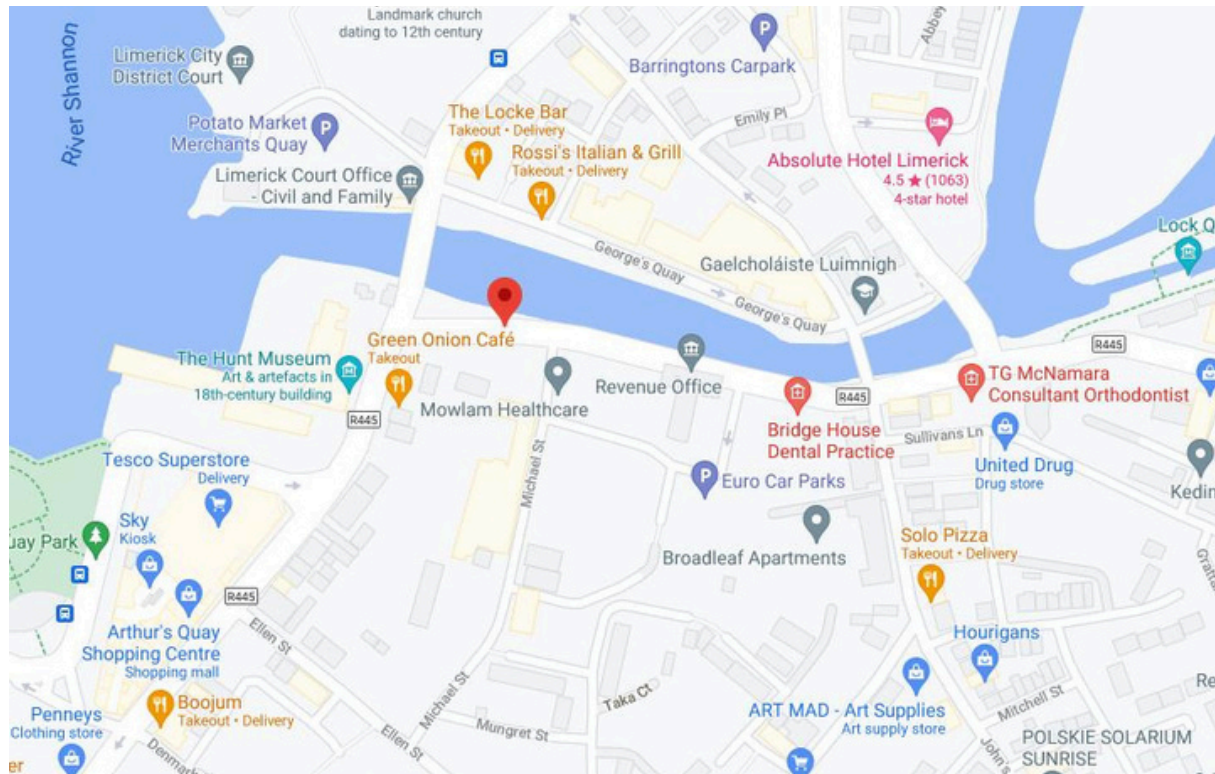 River Shannon
Landmark church
dating to 12th century
Limerick City
District Court
Barringtons Carpark
Abbey
Potato Market
Merchants Quay
The Locke Bar
Takeout • Delivery
Rossi's Italian & Grill
Takeout • Delivery
Emily Pl
Absolute Hotel Limerick
4.5 ★ (1063)
4-star hotel
Limerick Court Office
- Civil and Family
Lock Q
George's Quay
Gaelcholáiste Luimnigh
George's Quay
Green Onion Café
Takeout
The Hunt Museum
Art & artefacts in
18th-century building
R445
Mowlam Healthcare
Revenue Office
R445
R445
TG McNamara
Consultant Orthodontist
Bridge House
Dental Practice
Sullivans Ln
United Drug
Drug store
Tesco Superstore
Delivery
Michael St
Euro Car Parks
Kedin
Sky
Kiosk
uay Park
Broadleaf Apartments
Solo Pizza
Takeout • Delivery
R445
Arthur's Quay
Shopping Centre
Shopping mall
Ellen St
Hourigans
Boojum
Takeout • Delivery
Michael St
Taka Ct
Mungret St
Ellen St
Penneys
Clothing store
Denmark
ART MAD - Art Supplies
Art supply store
Mitchell St
Re
John's
POLSKIE SOLARIUM
SUNRISE
er